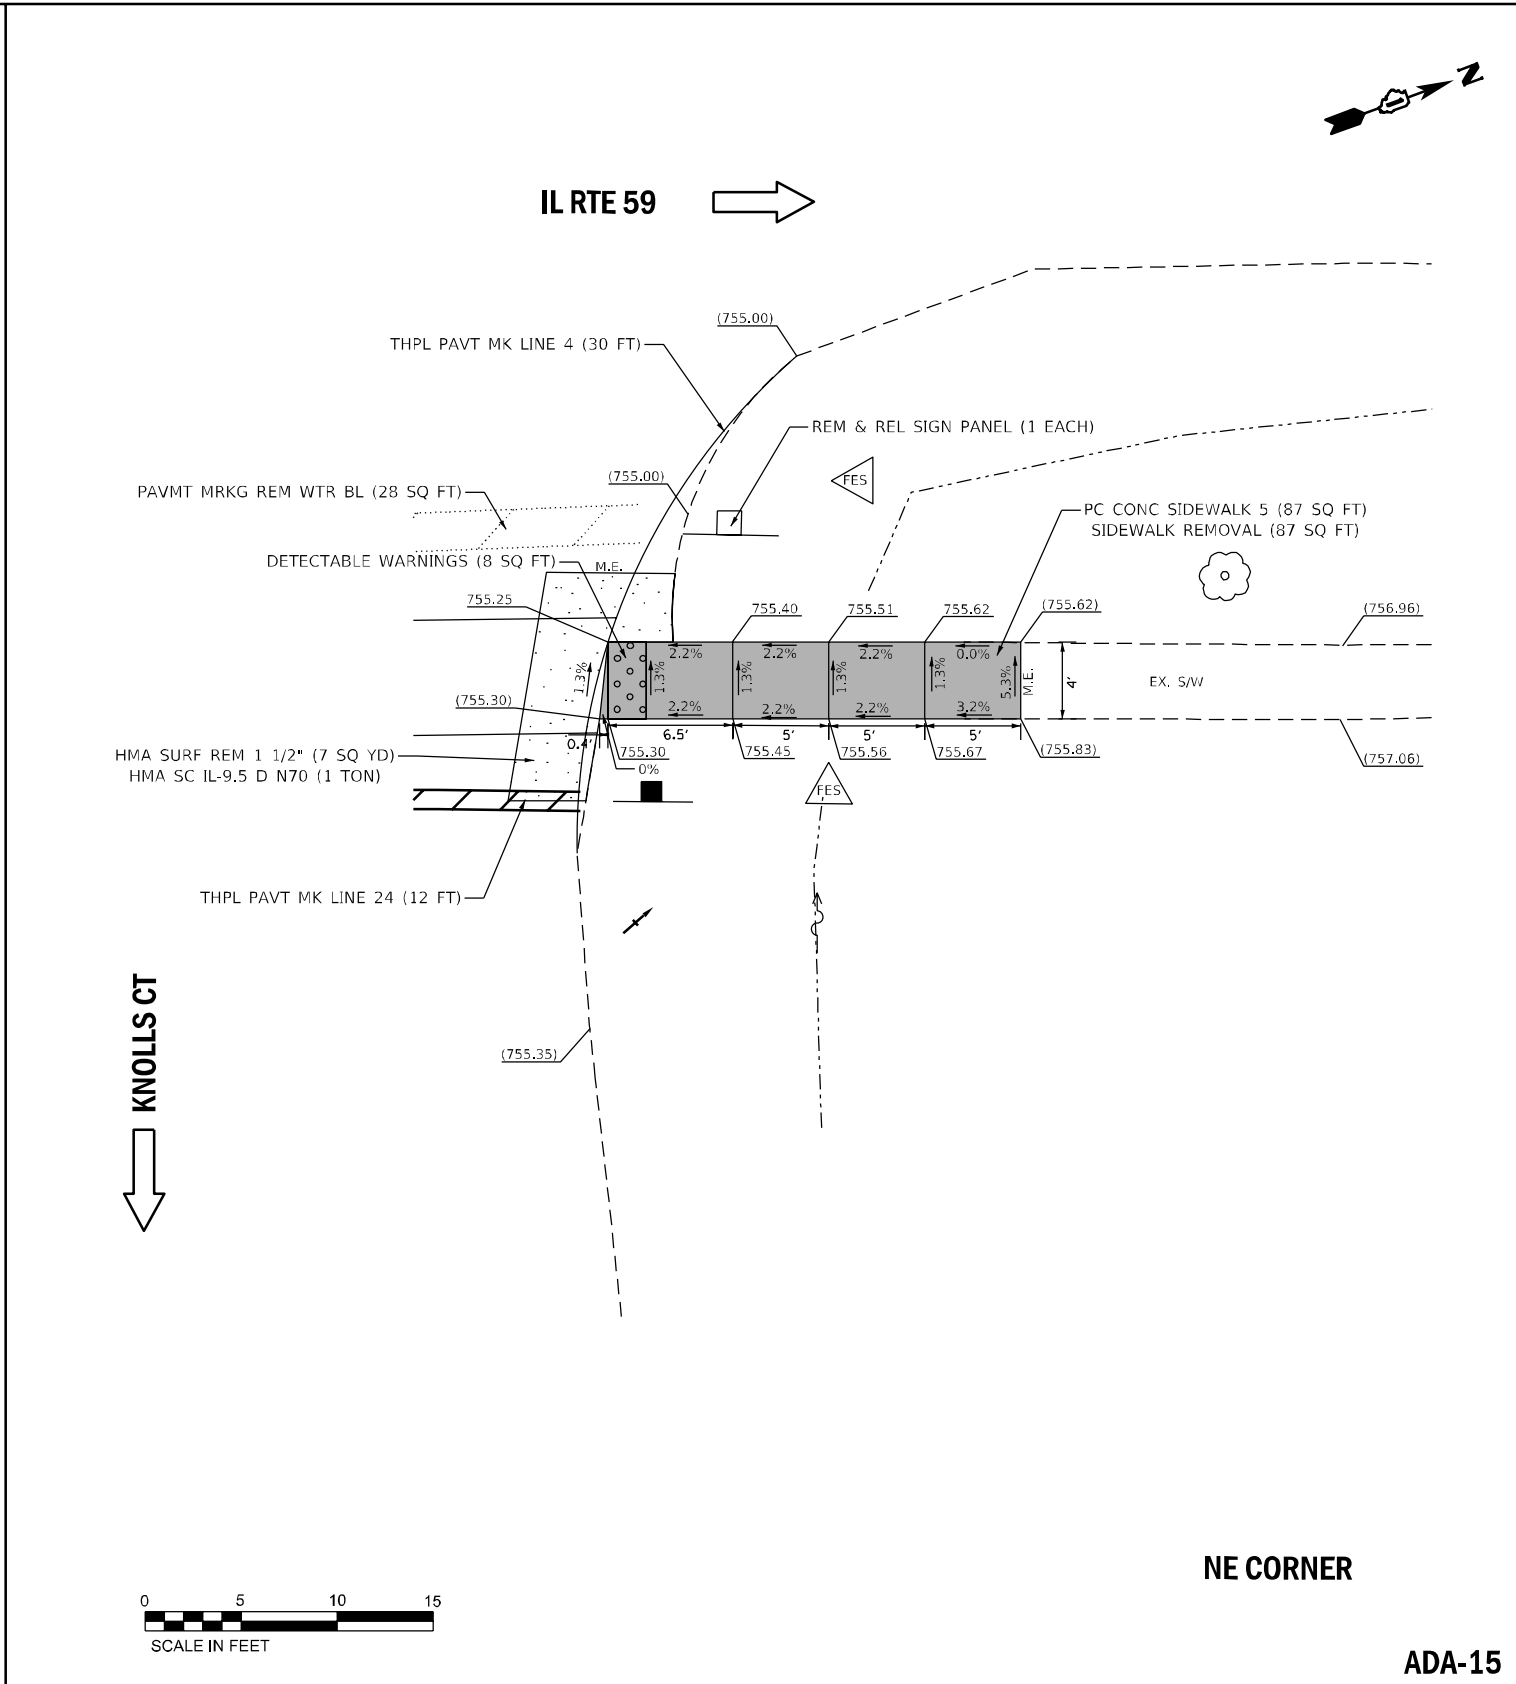 N
IL RTE 59
(755.00)
THPL PAVT MK LINE 4 (30 FT)
REM & REL SIGN PANEL (1 EACH)
(755.00)
FES
PAVMT MRKG REM WTR BL (28 SQ FT)
PC CONC SIDEWALK 5 (87 SQ FT)
SIDEWALK REMOVAL (87 SQ FT)
DETECTABLE WARNINGS (8 SQ FT)
M.E.
755.25
755.40
755.51
755.62
(755.62)
(756.96)
2.2%
2.2%
2.2%
0.0%
1.3%
1.3%
1.3%
1.3%
1.3%
5.3%
M.E.
4'
EX. S/W
(755.30)
2.2%
2.2%
2.2%
3.2%
0.4'
6.5'
5'
5'
5'
755.30
755.45
755.56
755.67
(755.83)
(757.06)
0%
HMA SURF REM 1 1/2" (7 SQ YD)
HMA SC IL-9.5 D N70 (1 TON)
FES
THPL PAVT MK LINE 24 (12 FT)
KNOLLS CT
(755.35)
NE CORNER
0 5 10 15
SCALE IN FEET
ADA-15